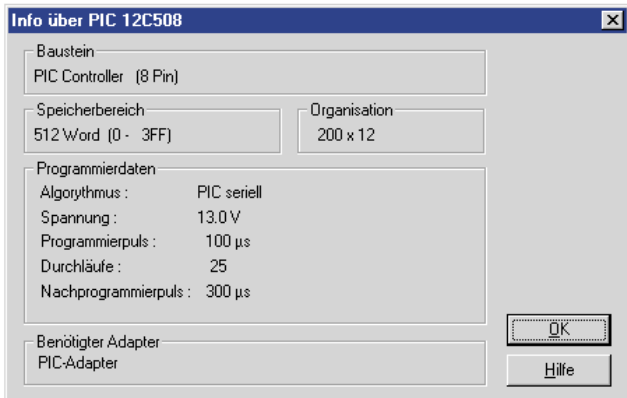 Info über PIC 12C508
Baustein
PIC Controller (8 Pin)
Speicherbereich
512 Word (0 - 3FF)
Organisation
200 x 12
Programmierdaten
Algorythmus : PIC seriell
Spannung : 13.0 V
Programmierpuls : 100 µs
Durchläufe : 25
Nachprogrammierpuls : 300 µs
Benötigter Adapter
PIC-Adapter
OK
Hilfe